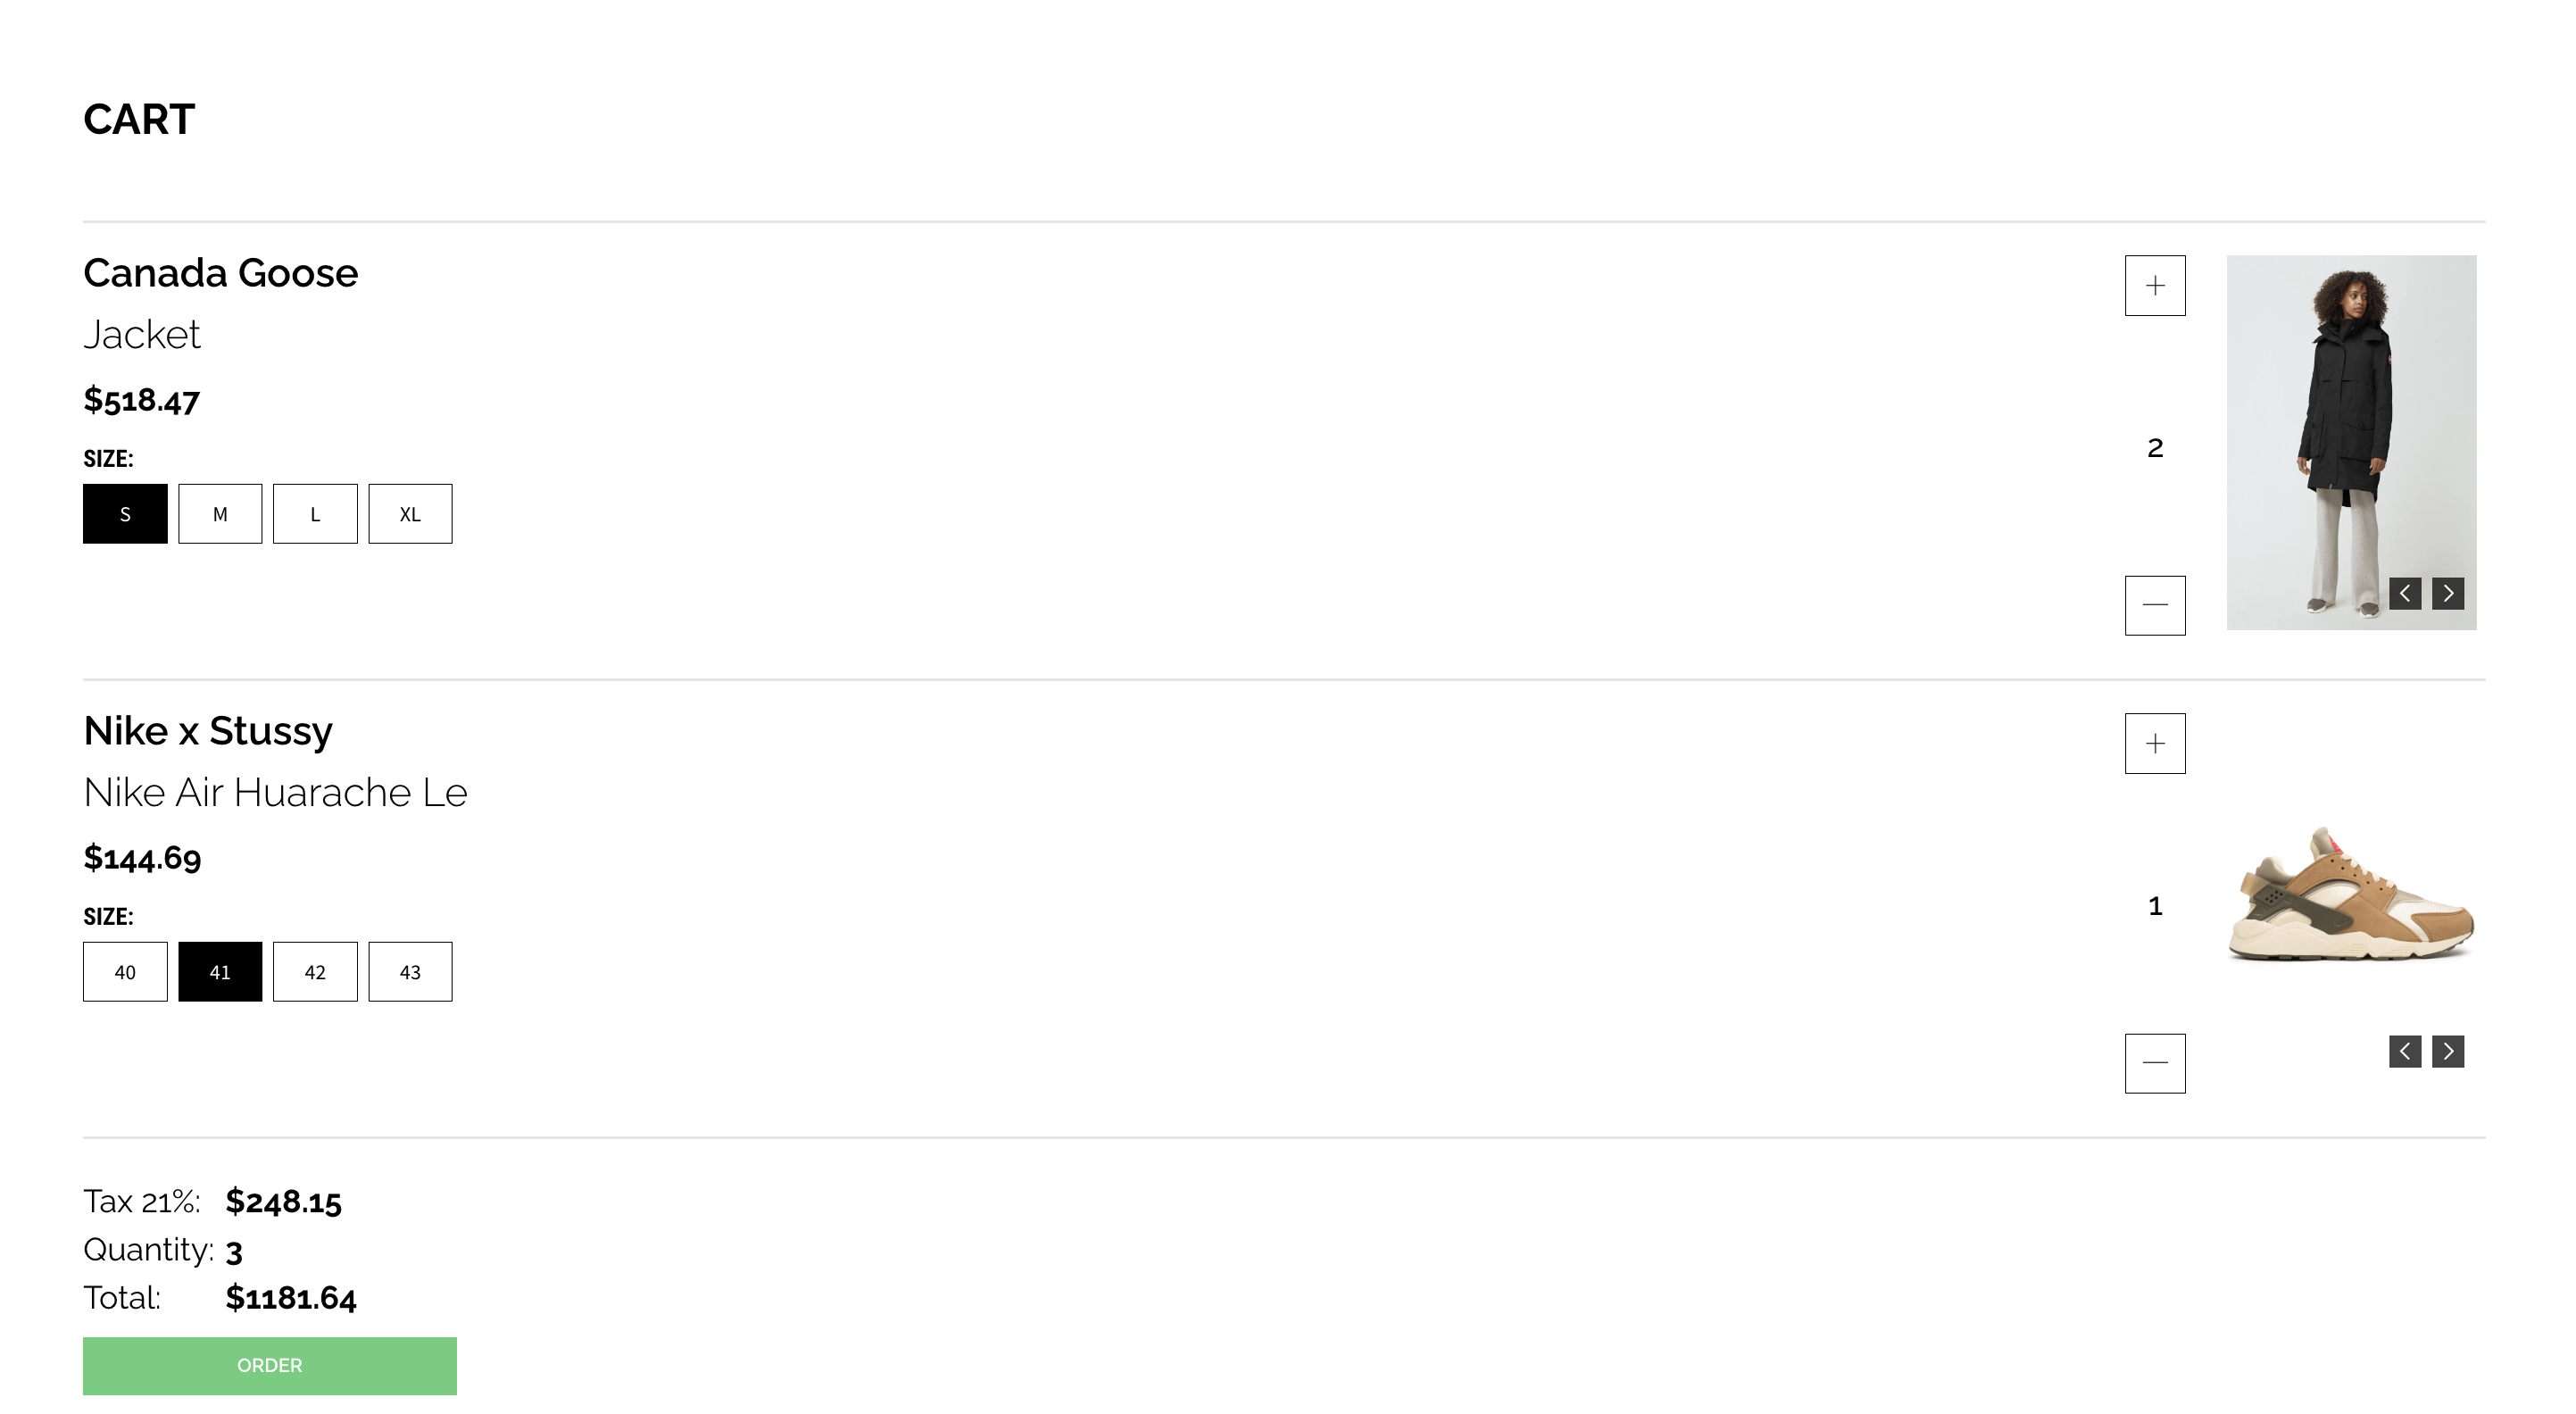 CART
Canada Goose
Jacket
$518.47
SIZE:
S M L XL
+
2
—
Nike x Stussy
Nike Air Huarache Le
$144.69
SIZE:
40 41 42 43
+
1
—
Tax 21%: $248.15
Quantity: 3
Total: $1181.64
ORDER